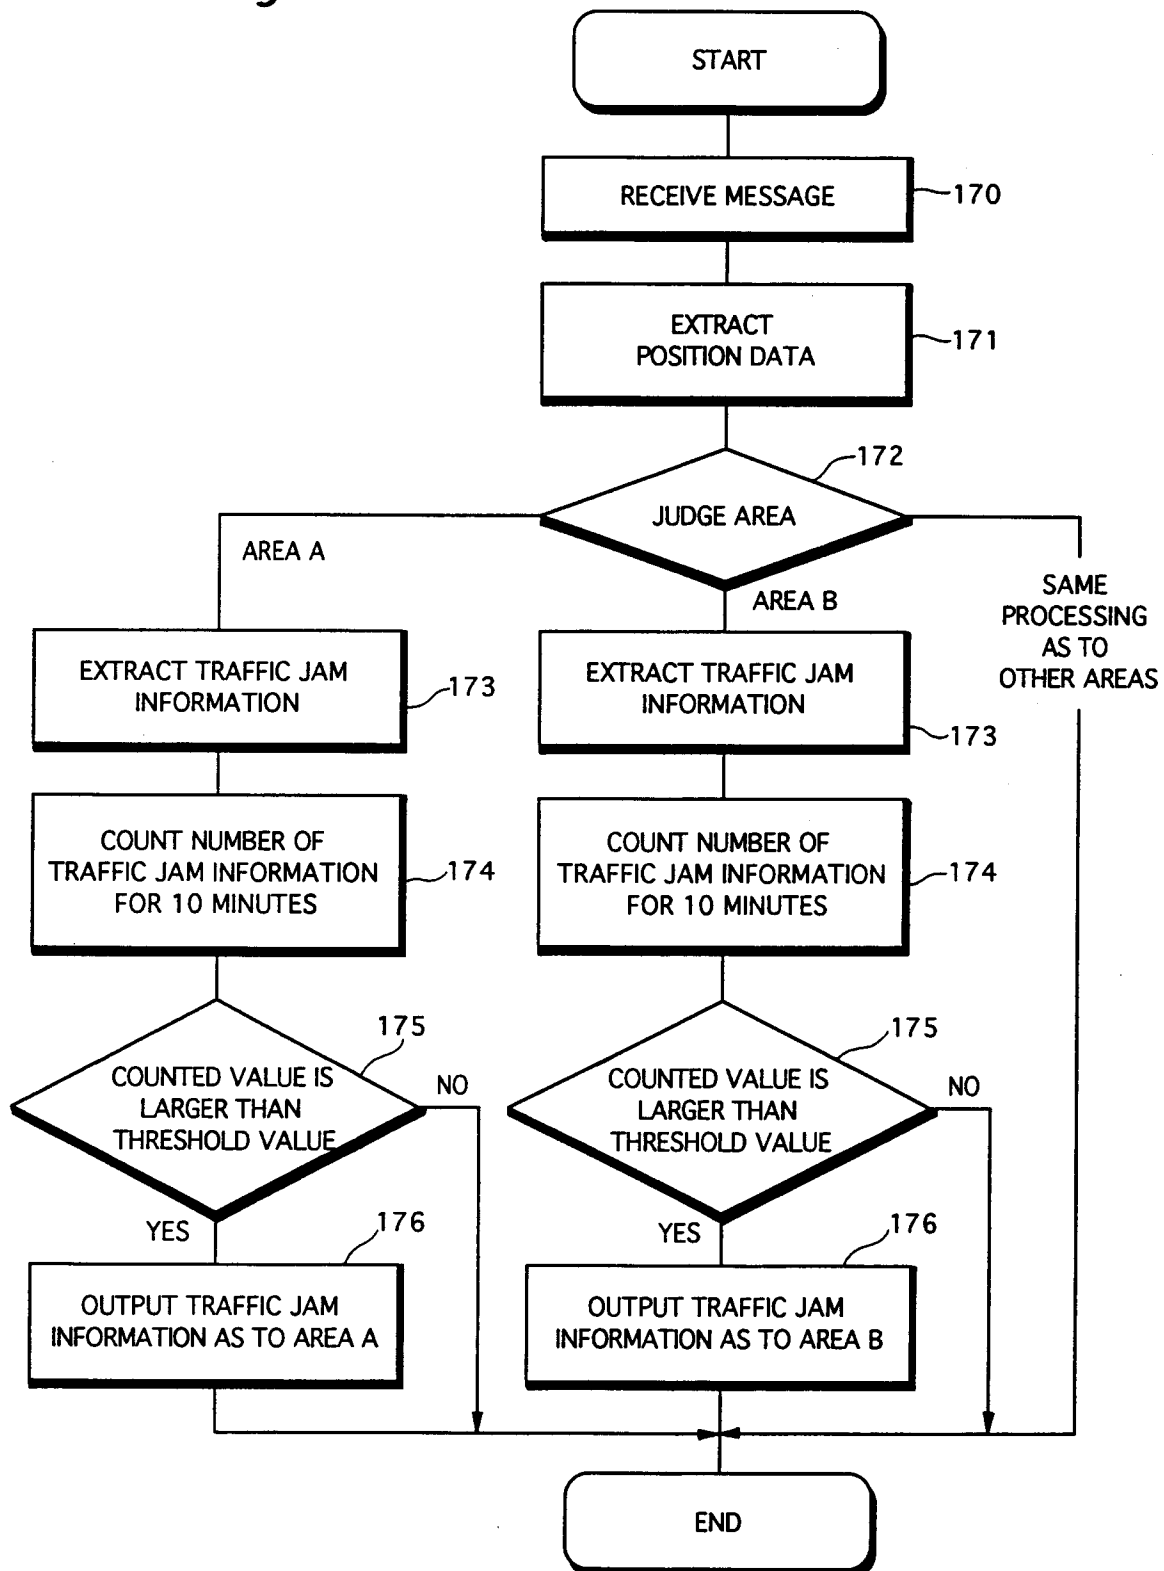 START
RECEIVE MESSAGE
170
EXTRACT
POSITION DATA
171
172
JUDGE AREA
AREA A
AREA B
SAME
PROCESSING
AS TO
OTHER AREAS
EXTRACT TRAFFIC JAM
INFORMATION
173
EXTRACT TRAFFIC JAM
INFORMATION
173
COUNT NUMBER OF
TRAFFIC JAM INFORMATION
FOR 10 MINUTES
174
COUNT NUMBER OF
TRAFFIC JAM INFORMATION
FOR 10 MINUTES
174
175
COUNTED VALUE IS
LARGER THAN
THRESHOLD VALUE
NO
YES
175
COUNTED VALUE IS
LARGER THAN
THRESHOLD VALUE
NO
YES
176
OUTPUT TRAFFIC JAM
INFORMATION AS TO AREA A
176
OUTPUT TRAFFIC JAM
INFORMATION AS TO AREA B
END